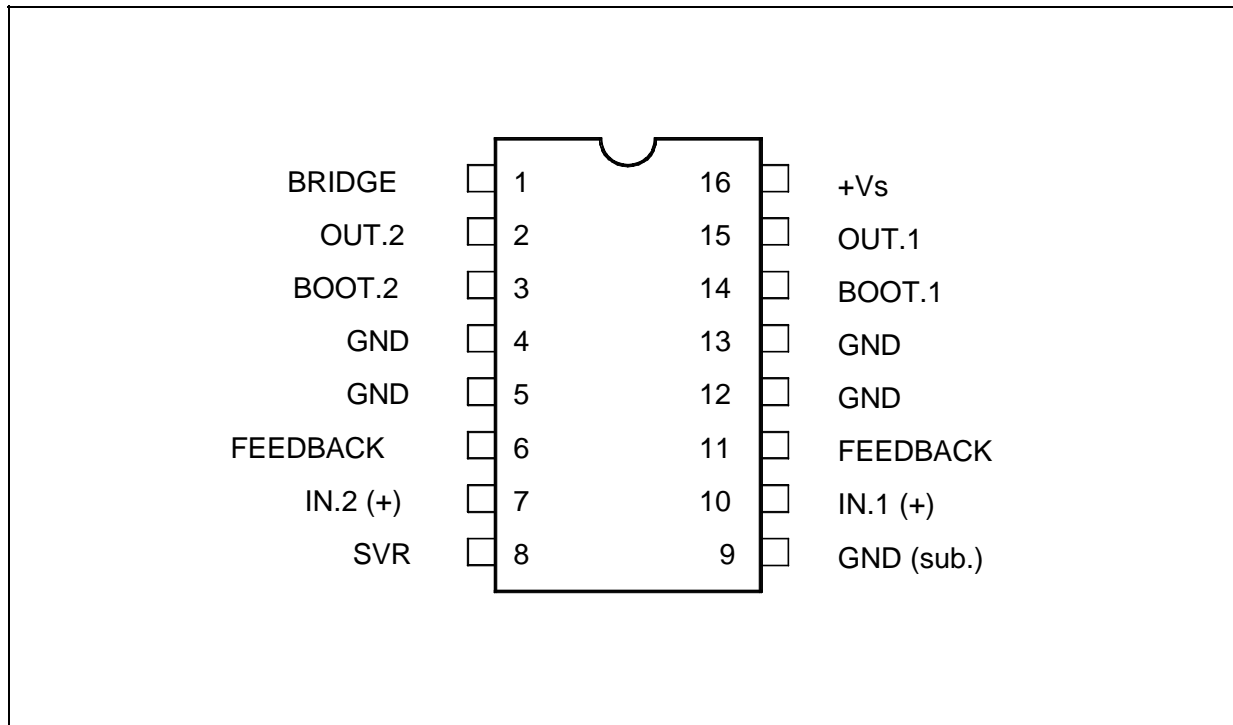 BRIDGE 1 16 +Vs
OUT.2 2 15 OUT.1
BOOT.2 3 14 BOOT.1
GND 4 13 GND
GND 5 12 GND
FEEDBACK 6 11 FEEDBACK
IN.2 (+) 7 10 IN.1 (+)
SVR 8 9 GND (sub.)